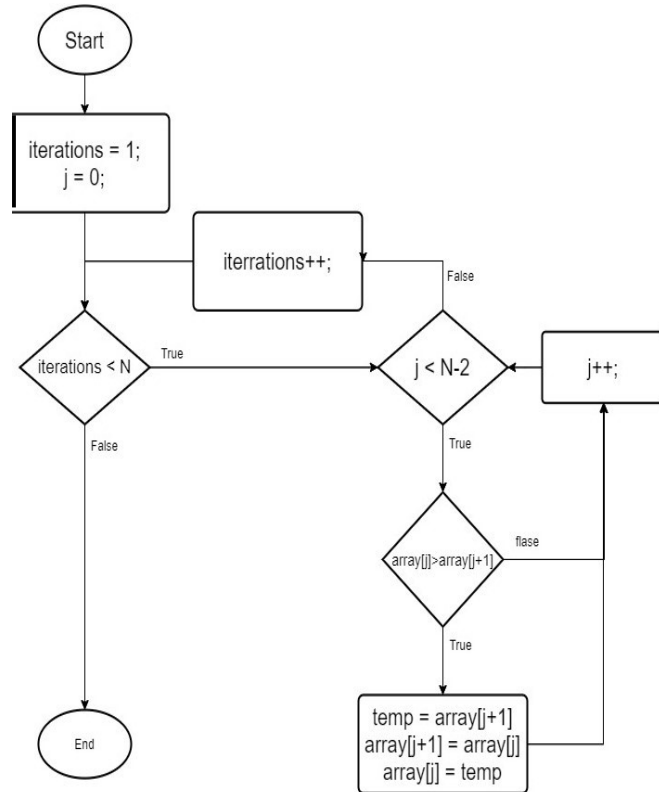 Start
iterations = 1;
j = 0;
iterrations++;
False
iterations < N
True
j < N-2
j++;
False
True
array[j]>array[j+1]
flase
True
temp = array[j+1]
array[j+1] = array[j]
array[j] = temp
End